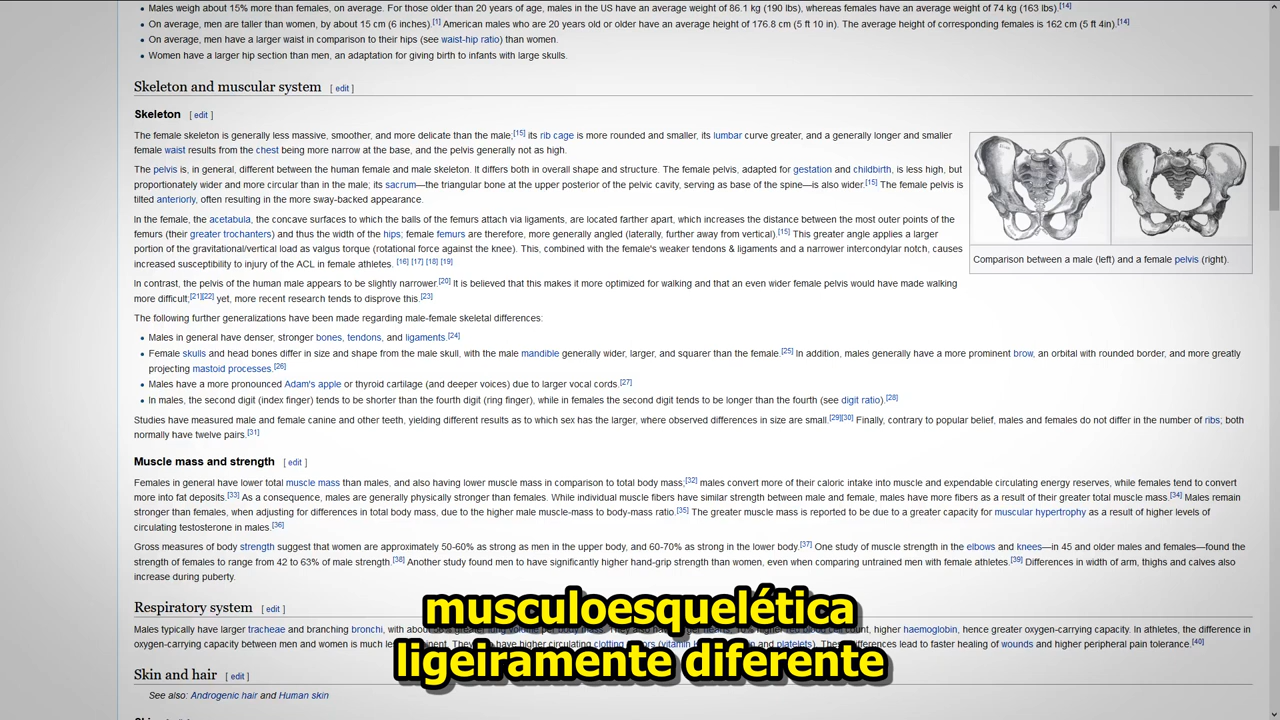 Males weigh about 15% more than females, on average. For those older than 20 years of age, males in the US have an average weight of 86.1 kg (190 lbs), whereas females have an average of 74 kg (163 lbs).[14]
On average, men are taller than women, by about 15 cm (6 inches).[1] American males who are 20 years old or older have an average height of 176.8 cm (5 ft 10 in). The average height of corresponding females is 162 cm (5 ft 4in).[14]
On average, men have a larger waist in comparison to their hips (see waist-hip ratio) than women.
Women have a larger hip section than men, an adaptation for giving birth to infants with large skulls.
Skeleton and muscular system [ edit ]
Skeleton [ edit ]
The female skeleton is generally less massive, smoother, and more delicate than the male;[15] its rib cage is more rounded and smaller, its lumbar curve greater, and a generally longer and smaller
female waist results from the chest being more narrow at the base, and the pelvis generally not as high.
The pelvis is, in general, different between the human female and male skeleton. It differs both in overall shape and structure. The female pelvis, adapted for gestation and childbirth, is less high, but
proportionately wider and more circular than in the male; its sacrum—the triangular bone at the upper posterior of the pelvic cavity, serving as base of the spine—is also wider.[15] The female pelvis is
tilted anteriorly, often resulting in the more sway-backed appearance.
In the female, the acetabula, the concave surfaces to which the balls of the femurs attach via ligaments, are located farther apart, which increases the distance between the most outer points of the
femurs (their greater trochanters) and thus the width of the hips; female femurs are therefore, more generally angled (laterally, further away from vertical).[15] This greater angle applies a larger
portion of the gravitational/vertical load as valgus torque (rotational force against the knee). This, combined with the female's weaker tendons & ligaments and a narrower intercondylar notch, causes
increased susceptibility to injury of the ACL in female athletes. [16] [17] [18] [19]
Comparison between a male (left) and a female pelvis (right).
In contrast, the pelvis of the human male appears to be slightly narrower.[20] It is believed that this makes it more optimized for walking and that an even wider female pelvis would have made walking
more difficult;[21][22] yet, more recent research tends to disprove this.[23]
The following further generalizations have been made regarding male-female skeletal differences:
Males in general have denser, stronger bones, tendons, and ligaments.[24]
Female skulls and head bones differ in size and shape from the male skull, with the male mandible generally wider, larger, and squarer than the female.[25] In addition, males generally have a more prominent brow, an orbital with rounded border, and more greatly
projecting mastoid processes.[26]
Males have a more pronounced Adam's apple or thyroid cartilage (and deeper voices) due to larger vocal cords.[27]
In males, the second digit (index finger) tends to be shorter than the fourth digit (ring finger), while in females the second digit tends to be longer than the fourth (see digit ratio).[28]
Studies have measured male and female canine and other teeth, yielding different results as to which sex has the larger, where observed differences in size are small.[29][30] Finally, contrary to popular belief, males and females do not differ in the number of ribs; both
normally have twelve pairs.[31]
Muscle mass and strength [ edit ]
Females in general have lower total muscle mass than males, and also having lower muscle mass in comparison to total body mass;[32] males convert more of their caloric intake into muscle and expendable circulating energy reserves, while females tend to convert
more into fat deposits.[33] As a consequence, males are generally physically stronger than females. While individual muscle fibers have similar strength between male and female, males have more fibers as a result of their greater total muscle mass.[34] Males remain
stronger than females, when adjusting for differences in total body mass, due to the higher male muscle-mass to body-mass ratio.[35] The greater muscle mass is reported to be due to a greater capacity for muscular hypertrophy as a result of higher levels of
circulating testosterone in males.[36]
Gross measures of body strength suggest that women are approximately 50-60% as strong as men in the upper body, and 60-70% as strong in the lower body.[37] One study of muscle strength in the elbows and knees—in 45 and older males and females—found the
strength of females to range from 42 to 63% of male strength.[38] Another study found men to have significantly higher hand-grip strength than women, even when comparing untrained men with female athletes.[39] Differences in width of arm, thighs and calves also
increase during puberty.
Respiratory system [ edit ]
musculoesquelética
Males typically have larger tracheae and branching bronchi, with about higher haemoglobin, hence greater oxygen-carrying capacity. In athletes, the difference in
oxygen-carrying capacity between men and women is much higher circulating clotting differences lead to faster healing of wounds and higher peripheral pain tolerance.[40]
ligeiramente diferente
Skin and hair [ edit ]
See also: Androgenic hair and Human skin